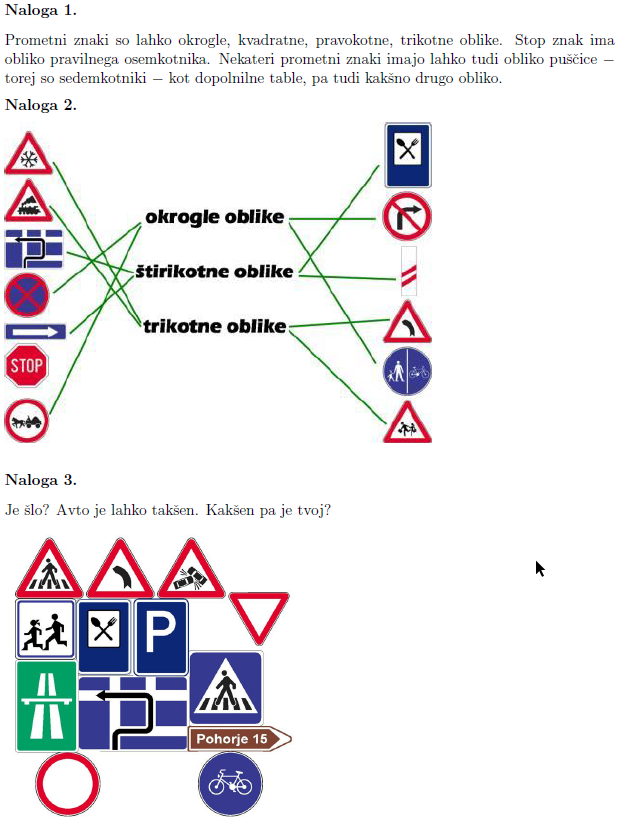 Naloga 1.
Prometni znaki so lahko okrogle, kvadratne, pravokotne, trikotne oblike. Stop znak ima
obliko pravilnega osemkotnika. Nekateri prometni znaki imajo lahko tudi obliko puščice −
torej so sedemkotniki − kot dopolnilne table, pa tudi kakšno drugo obliko.
Naloga 2.
okrogle oblike
štirikotne oblike
trikotne oblike
STOP
Naloga 3.
Je šlo? Avto je lahko takšen. Kakšen pa je tvoj?
P
Pohorje 15